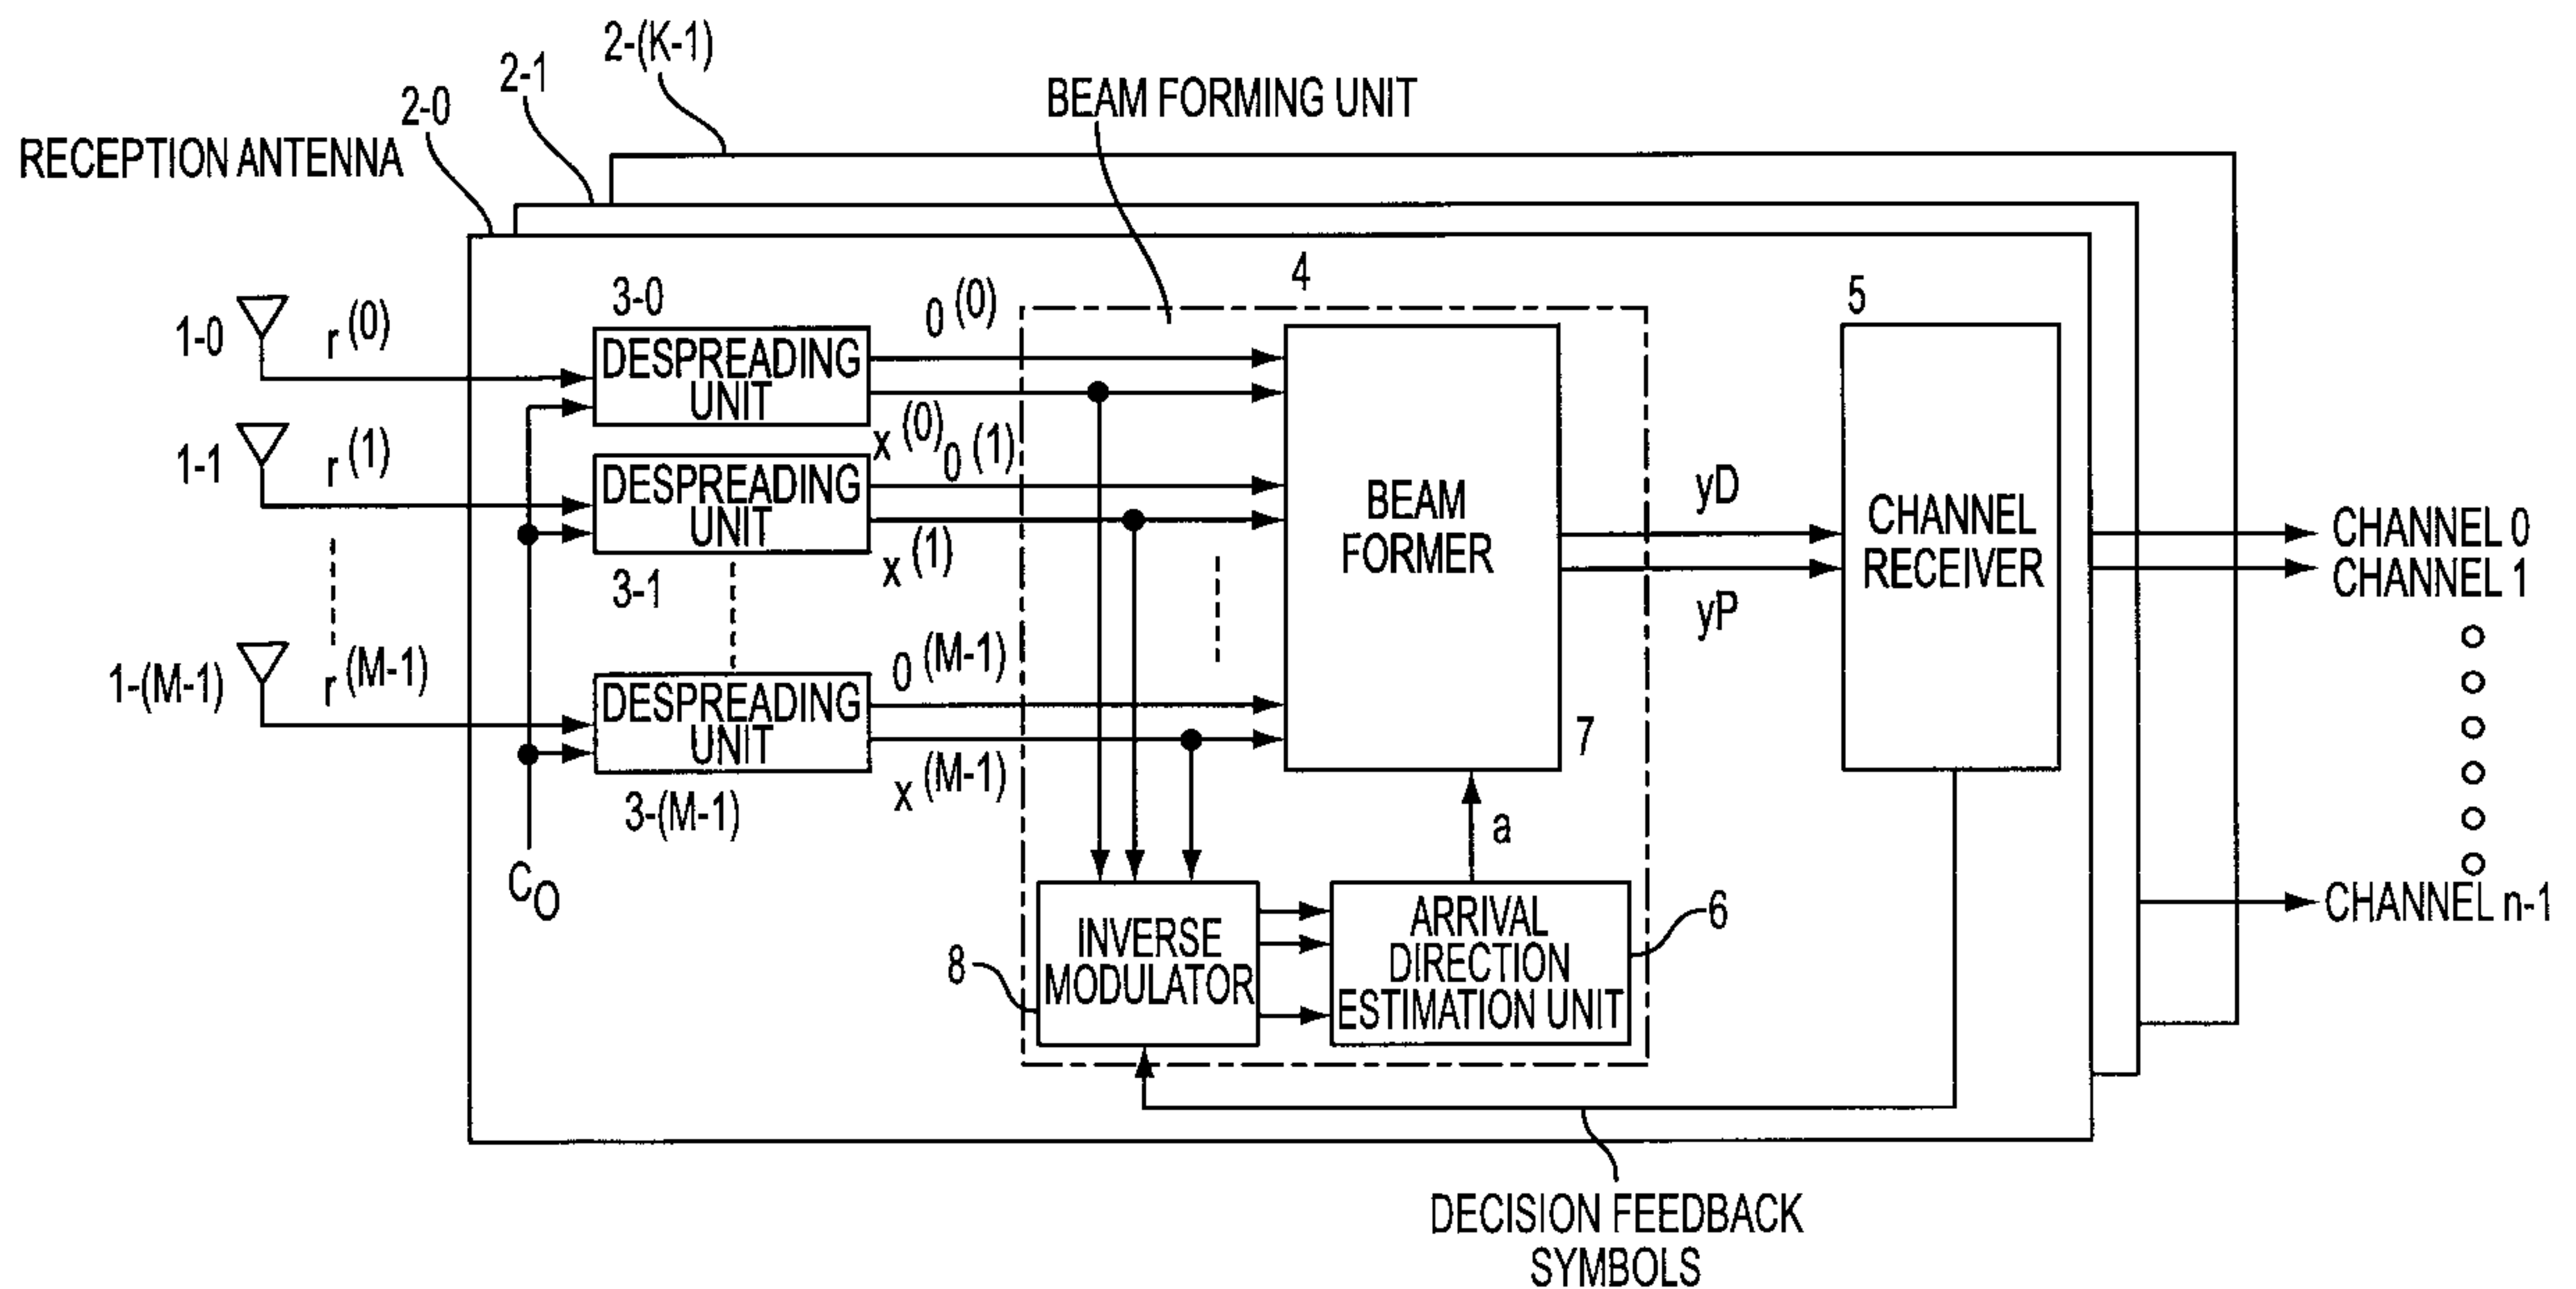 2-(K-1)
2-1
2-0
BEAM FORMING UNIT
RECEPTION ANTENNA
4
3-0
5
1-0
r(0)
0(0)
DESPREADING
UNIT
x(0)
1-1
r(1)
0(1)
DESPREADING
UNIT
x(1)
3-1
BEAM
FORMER
yD
yP
CHANNEL
RECEIVER
CHANNEL 0
CHANNEL 1
1-(M-1)
r(M-1)
0(M-1)
DESPREADING
UNIT
x(M-1)
3-(M-1)
7
a
CO
8
INVERSE
MODULATOR
ARRIVAL
DIRECTION
ESTIMATION UNIT
6
CHANNEL n-1
DECISION FEEDBACK
SYMBOLS